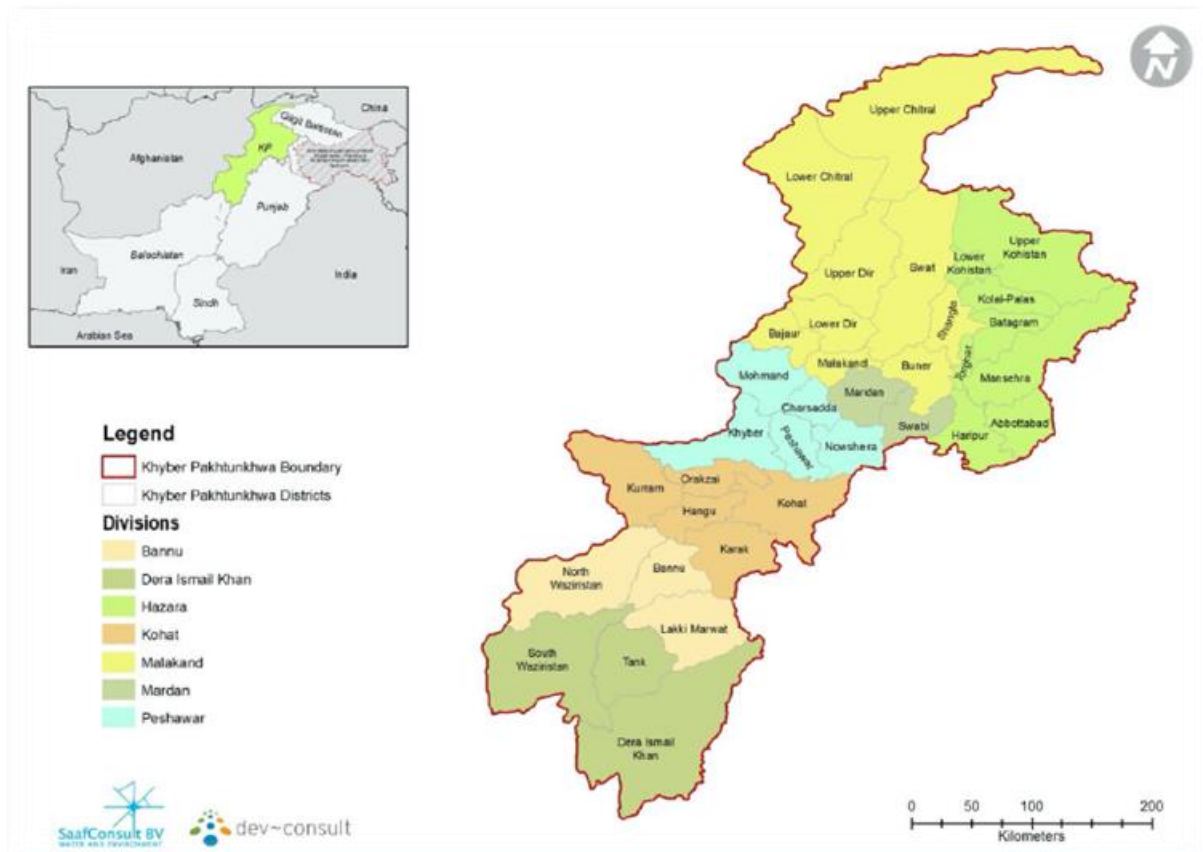 N
China
Gilgit Baltistan
Afghanistan
KP
Punjab
Balochistan
Iran
India
Sindh
Arabian Sea
Upper Chitral
Lower Chitral
Upper
Kohistan
Lower
Kohistan
Swat
Upper Dir
Kolai-Palas
Shangla
Batagram
Lower Dir
Bajaur
Torghar
Malakand
Buner
Mohmand
Mansehra
Mardan
Charsadda
Swabi
Abbottabad
Haripur
Khyber
Peshawar
Nowshera
Orakzai
Kurram
Kohat
Hangu
Karak
Bannu
North
Waziristan
Lakki Marwat
South
Waziristan
Tank
Dera Ismail
Khan
Legend
Khyber Pakhtunkhwa Boundary
Khyber Pakhtunkhwa Districts
Divisions
Bannu
Dera Ismail Khan
Hazara
Kohat
Malakand
Mardan
Peshawar
SaafConsult BV
WATER AND ENVIRONMENT
dev~consult
0 50 100 200
Kilometers